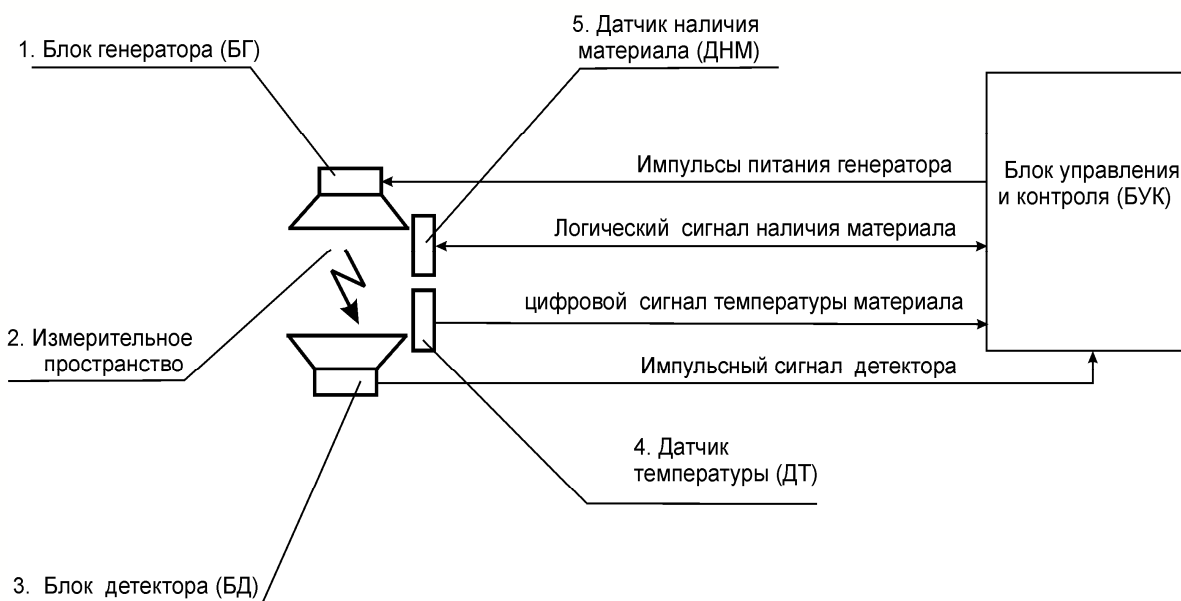 5. Датчик наличия
материала (ДНМ)
1. Блок генератора (БГ)
Импульсы питания генератора
Блок управления
и контроля (БУК)
Логический сигнал наличия материала
цифровой сигнал температуры материала
2. Измерительное
пространство
Импульсный сигнал детектора
4. Датчик
температуры (ДТ)
3. Блок детектора (БД)